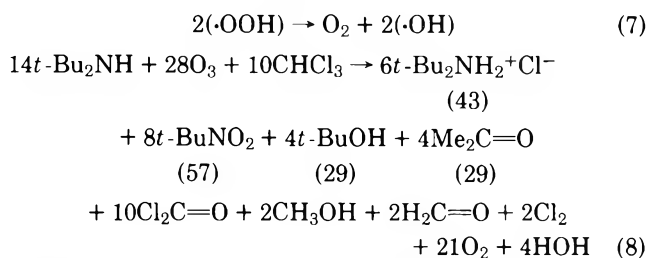 2(·OOH) → O₂ + 2(·OH) (7)
14t-Bu₂NH + 28O₃ + 10CHCl₃ → 6t-Bu₂NH₂⁺Cl⁻
(43)
+ 8t-BuNO₂ + 4t-BuOH + 4Me₂C=O
(57) (29) (29)
+ 10Cl₂C=O + 2CH₃OH + 2H₂C=O + 2Cl₂
+ 21O₂ + 4HOH (8)